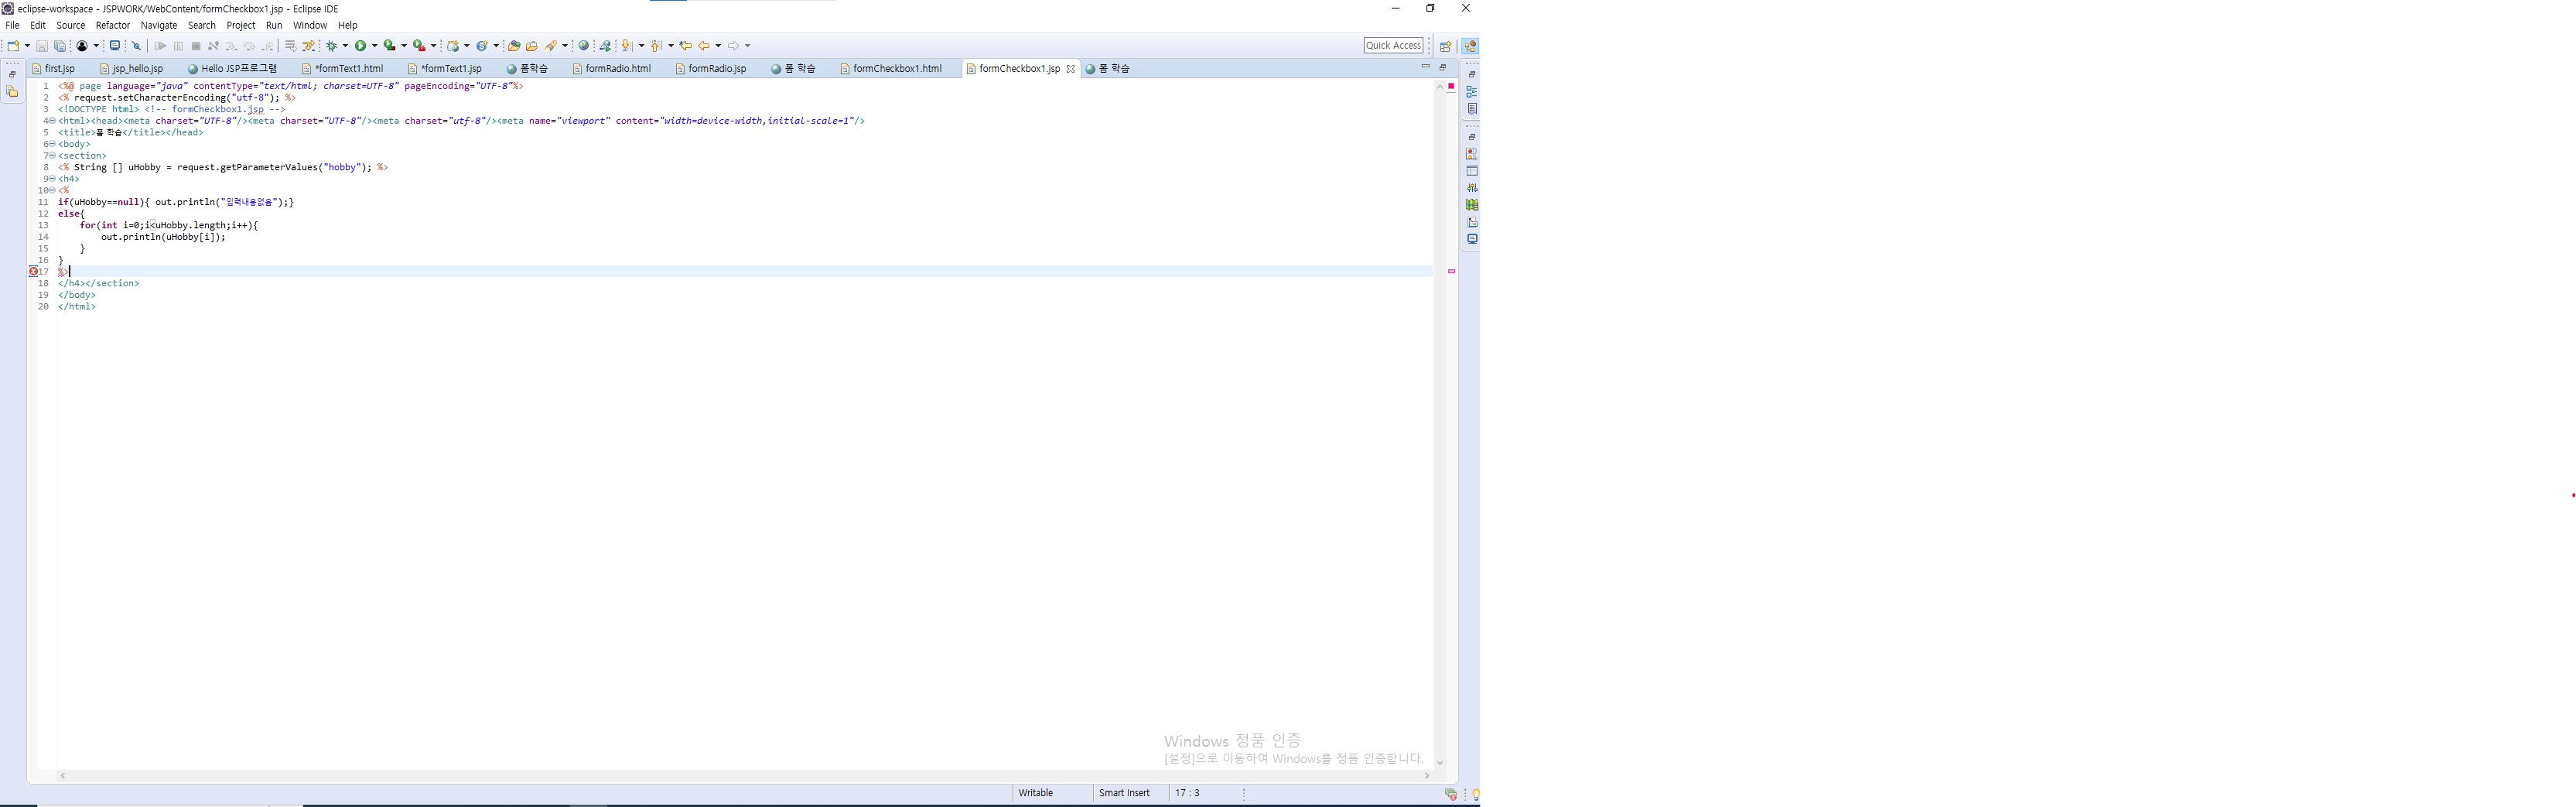 eclipse-workspace - JSPWORK/WebContent/formCheckbox1.jsp - Eclipse IDE
File Edit Source Refactor Navigate Search Project Run Window Help
Quick Access
first.jsp jsp_hello.jsp Hello JSP프로그램 *formText1.html *formText1.jsp 폼학습 formRadio.html formRadio.jsp 폼 학습 formCheckbox1.html formCheckbox1.jsp 폼 학습
1 <%@ page language="java" contentType="text/html; charset=UTF-8" pageEncoding="UTF-8"%>
2 <% request.setCharacterEncoding("utf-8"); %>
3 <!DOCTYPE html> <!-- formCheckbox1.jsp -->
4 <html><head><meta charset="UTF-8"/><meta charset="UTF-8"/><meta charset="utf-8"/><meta name="viewport" content="width=device-width,initial-scale=1"/>
5 <title>폼 학습</title></head>
6 <body>
7 <section>
8 <% String [] uHobby = request.getParameterValues("hobby"); %>
9 <h4>
10 <%
11 if(uHobby==null){ out.println("입력내용없음");}
12 else{
13 for(int i=0;i<uHobby.length;i++){
14 out.println(uHobby[i]);
15 }
16 }
17 %>
18 </h4></section>
19 </body>
20 </html>
Windows 정품 인증
[설정]으로 이동하여 Windows를 정품 인증합니다.
Writable Smart Insert 17 : 3